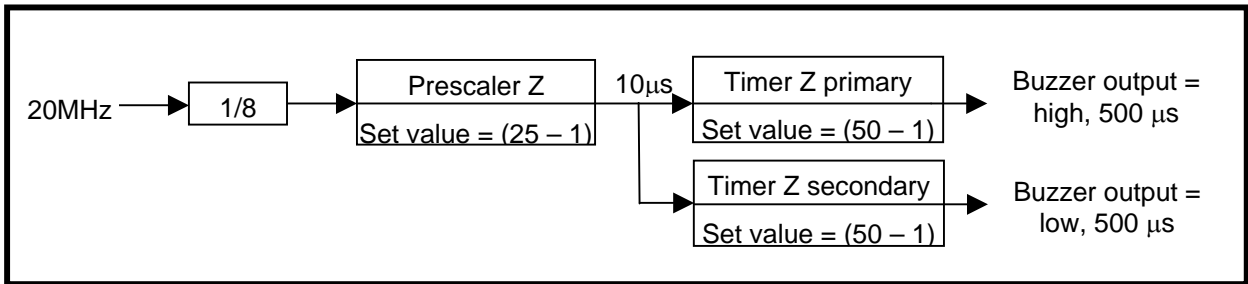 20MHz
1/8
Prescaler Z
Set value = (25 – 1)
10μs
Timer Z primary
Set value = (50 – 1)
Buzzer output =
high, 500 μs
Timer Z secondary
Set value = (50 – 1)
Buzzer output =
low, 500 μs